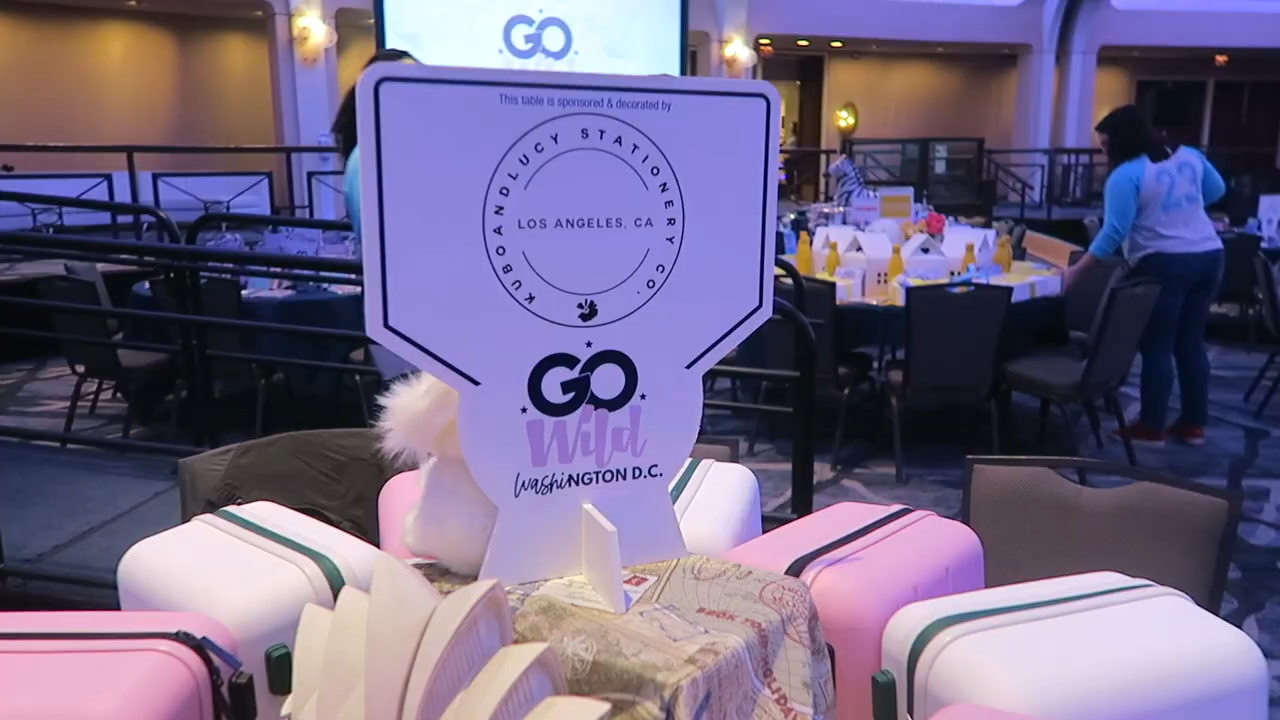 GO
This table is sponsored & decorated by
KUBOANDLUCY STATIONERY CO.
LOS ANGELES, CA
GO
Wild
WashiNGTON D.C.
23